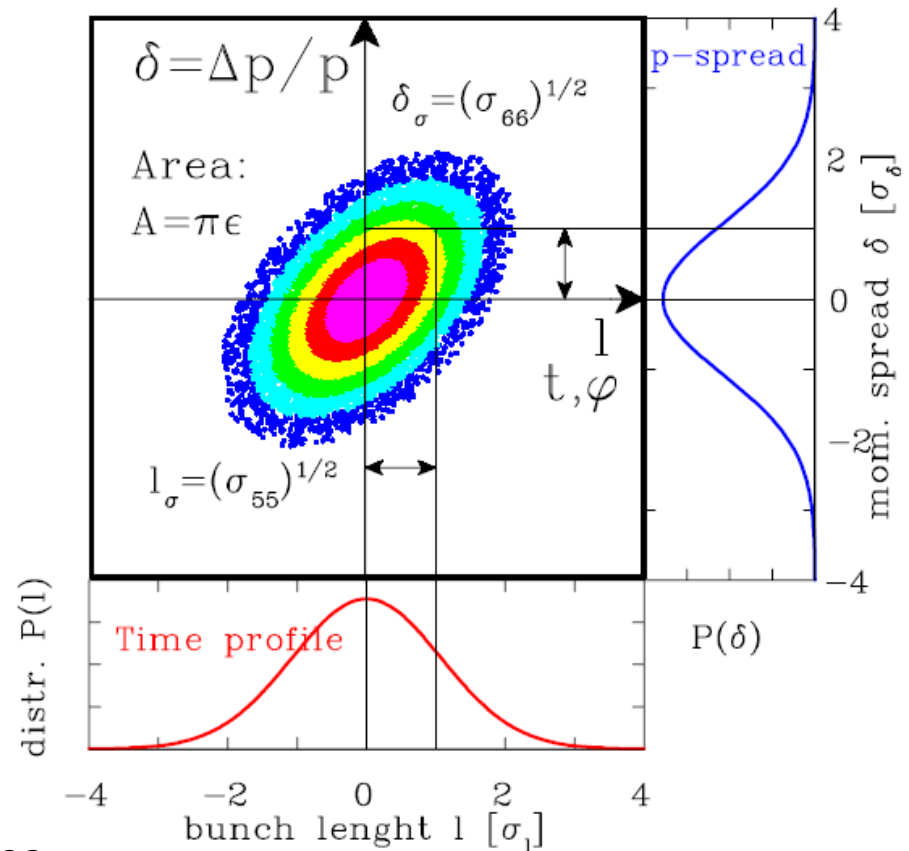 δ=Δp/p
δσ=(σ66)1/2
Area:
A=πϵ
p-spread
4
2
0
-2
-4
mom. spread δ [σδ]
l
t,φ
lσ=(σ55)1/2
Time profile
distr. P(l)
P(δ)
-4 -2 0 2 4
bunch lenght l [σl]